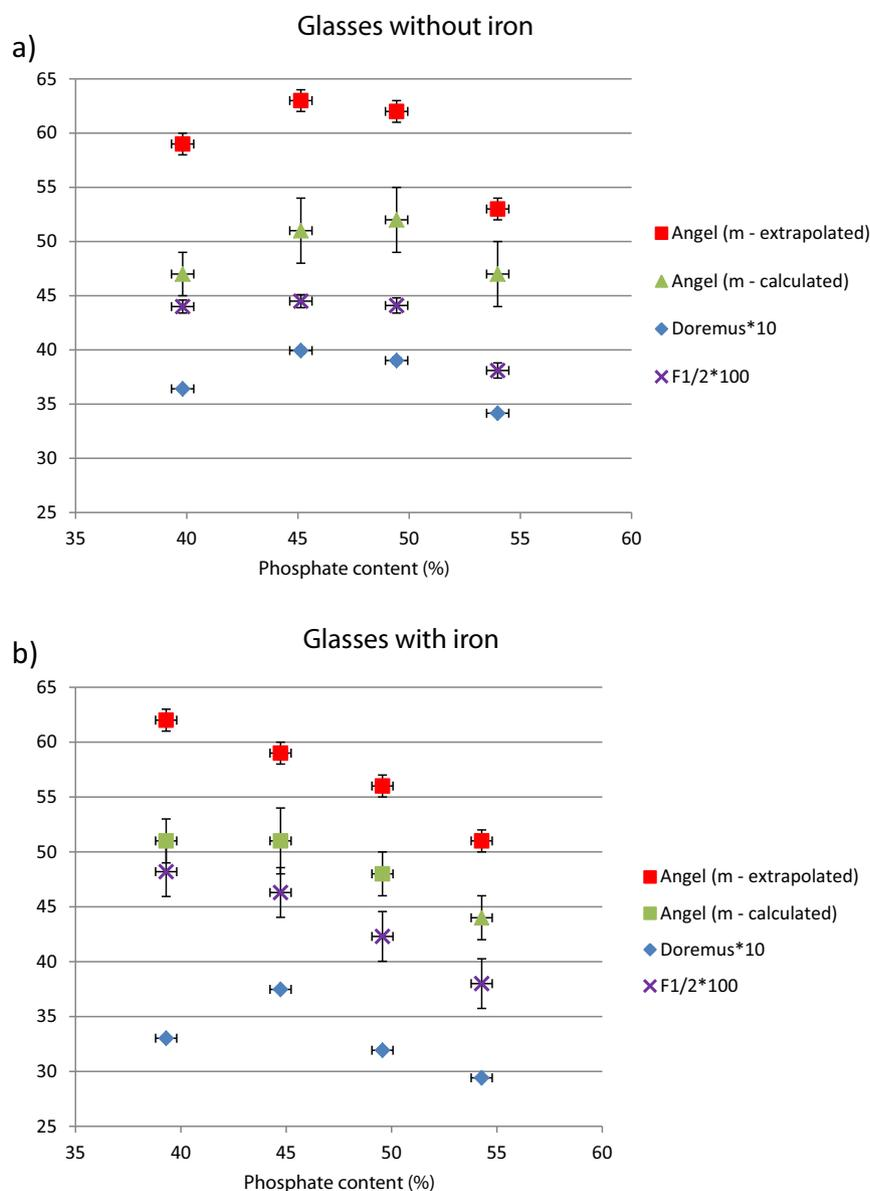 Glasses without iron
a)
65
60
55
50
45
40
35
30
25
35 40 45 50 55 60
Phosphate content (%)
Angel (m - extrapolated)
Angel (m - calculated)
Doremus*10
F1/2*100
Glasses with iron
b)
65
60
55
50
45
40
35
30
25
35 40 45 50 55 60
Phosphate content (%)
Angel (m - extrapolated)
Angel (m - calculated)
Doremus*10
F1/2*100